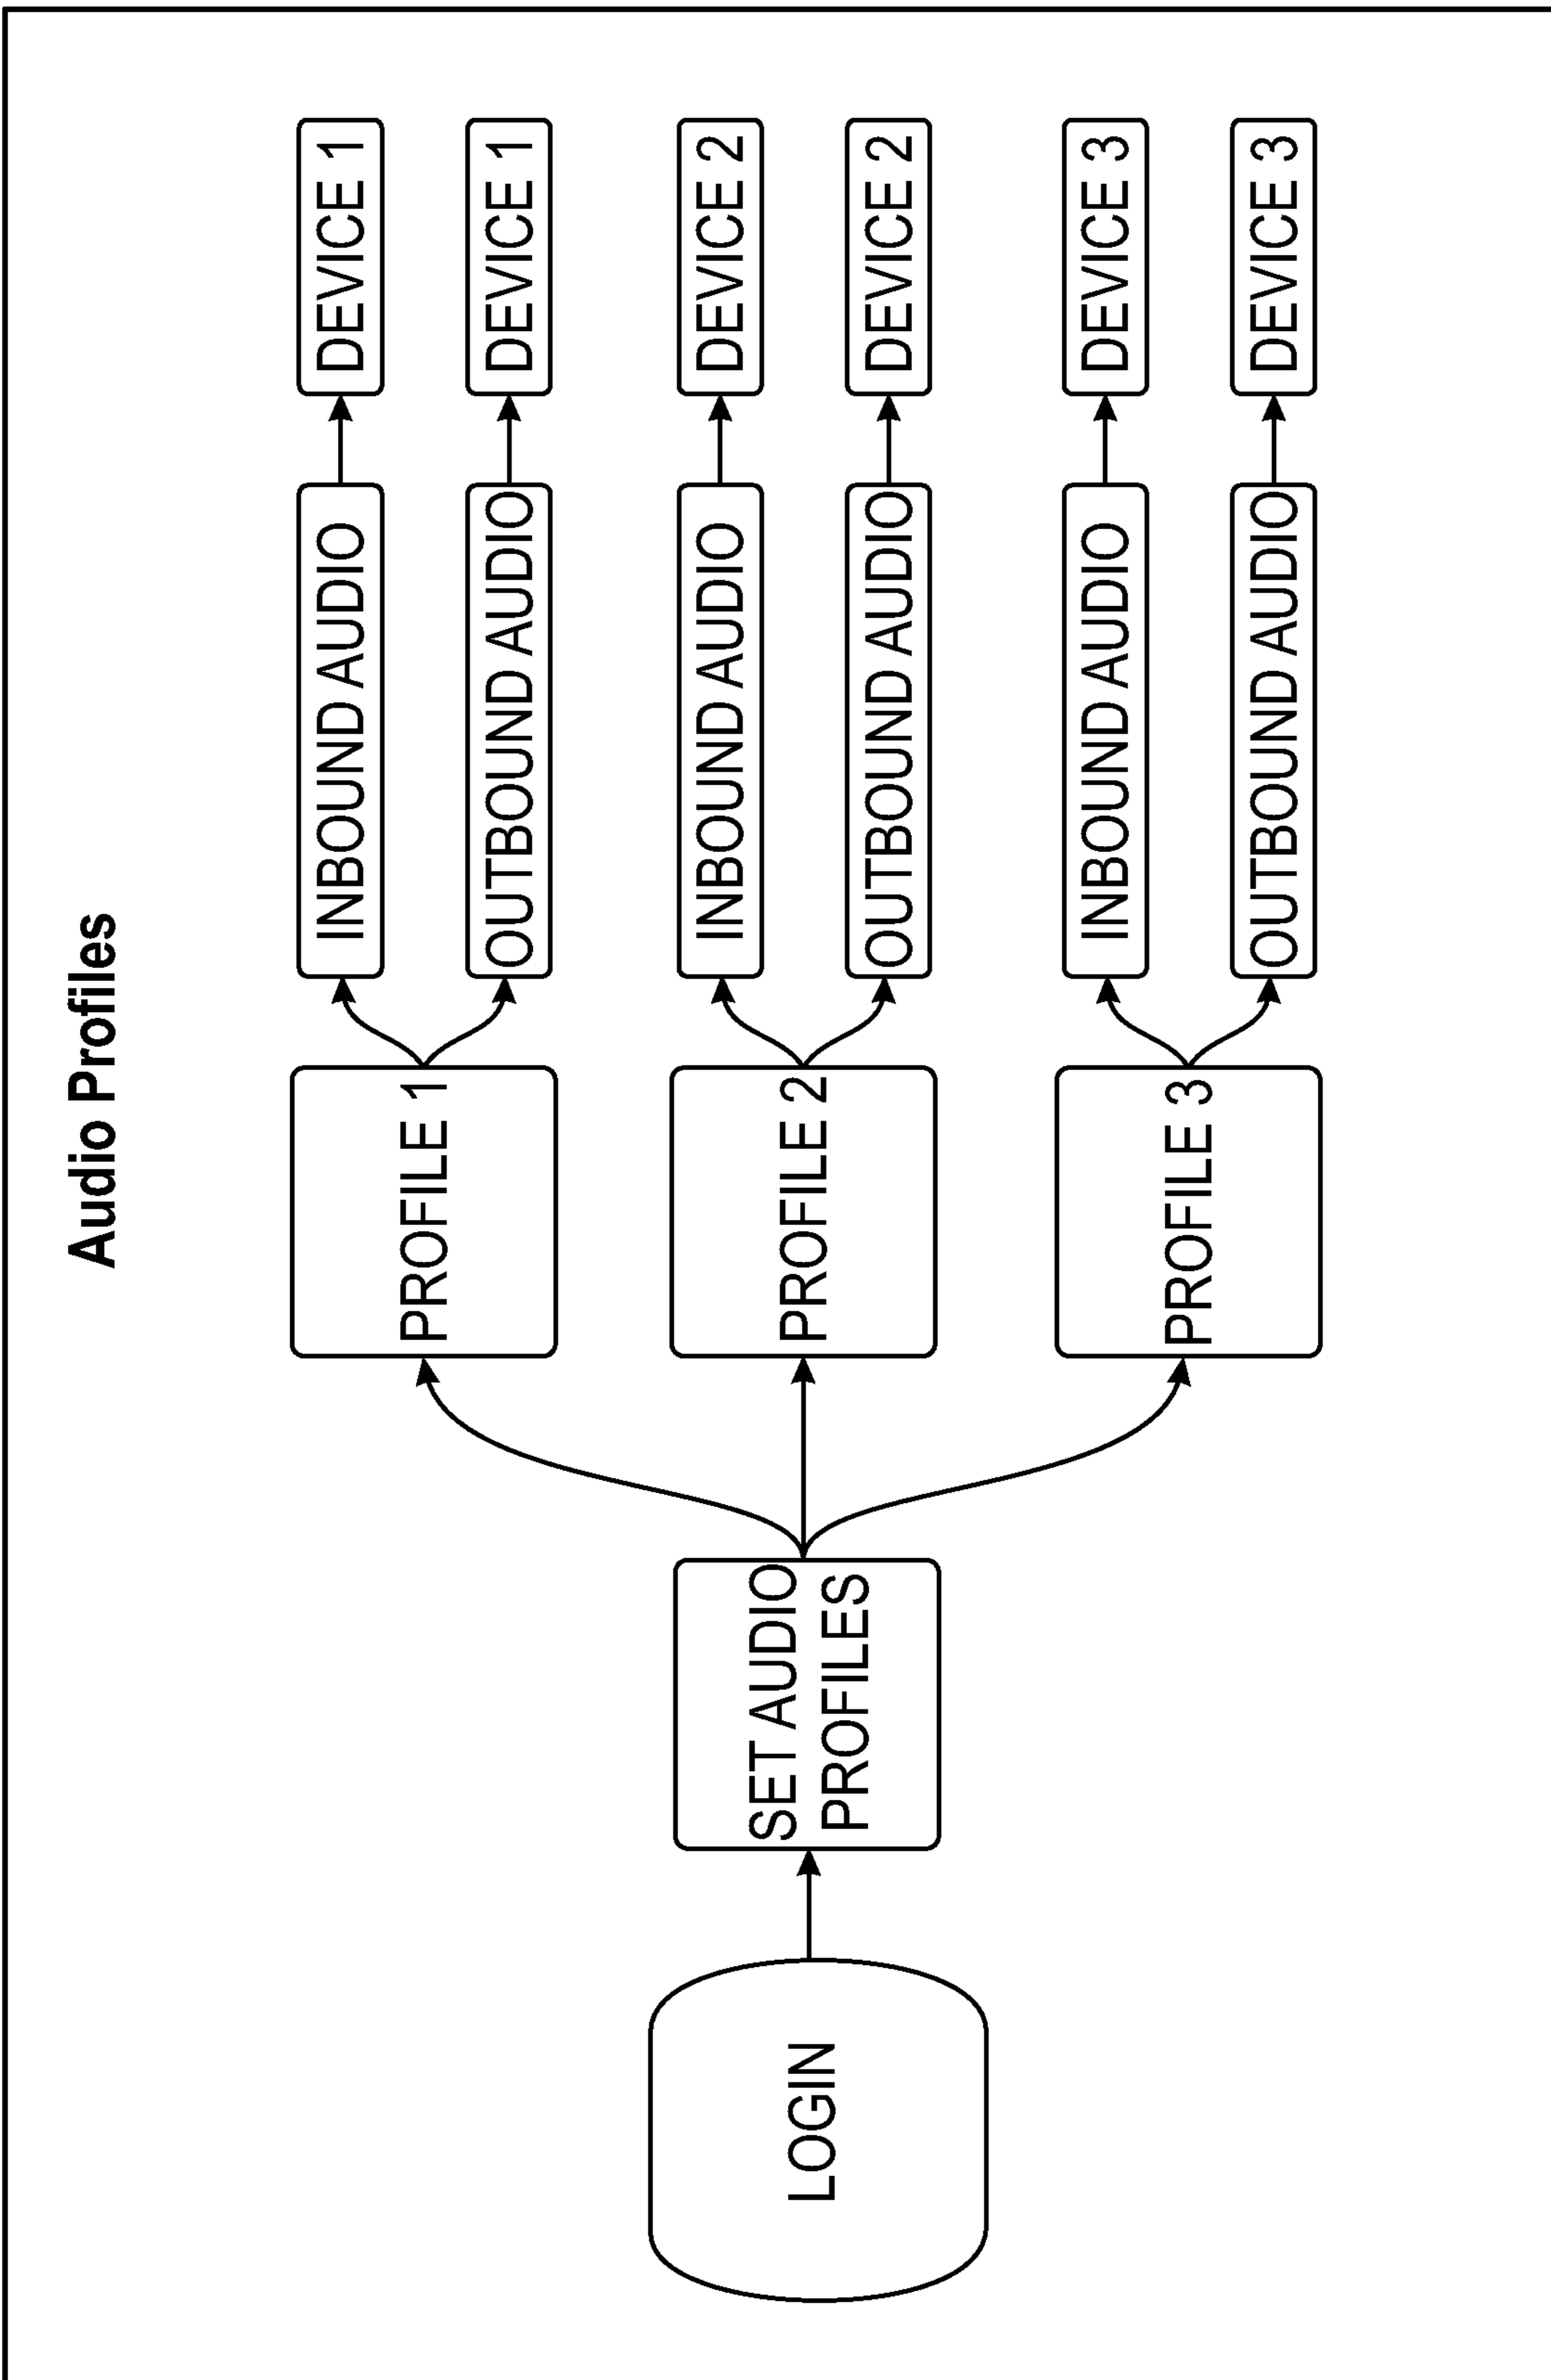 Audio Profiles
LOGIN
SET AUDIO
PROFILES
PROFILE 1
INBOUND AUDIO
DEVICE 1
OUTBOUND AUDIO
DEVICE 1
PROFILE 2
INBOUND AUDIO
DEVICE 2
OUTBOUND AUDIO
DEVICE 2
PROFILE 3
INBOUND AUDIO
DEVICE 3
OUTBOUND AUDIO
DEVICE 3